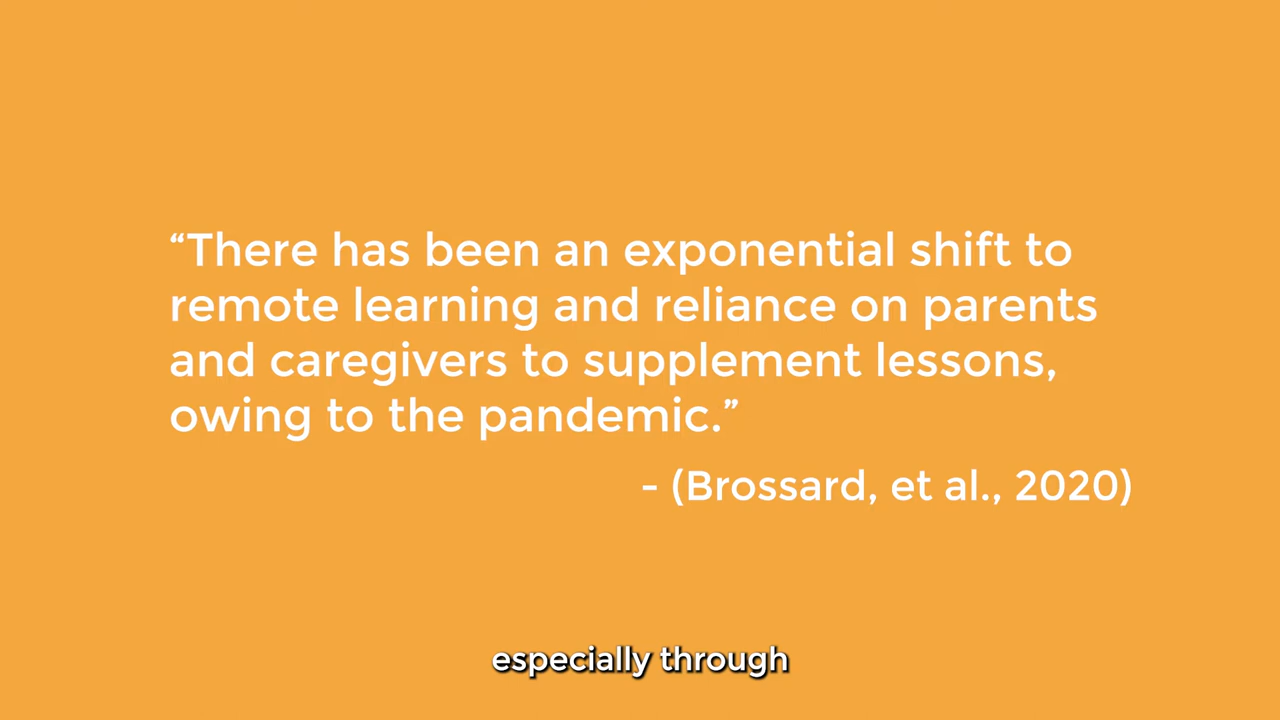 “There has been an exponential shift to
remote learning and reliance on parents
and caregivers to supplement lessons,
owing to the pandemic.”
- (Brossard, et al., 2020)
especially through